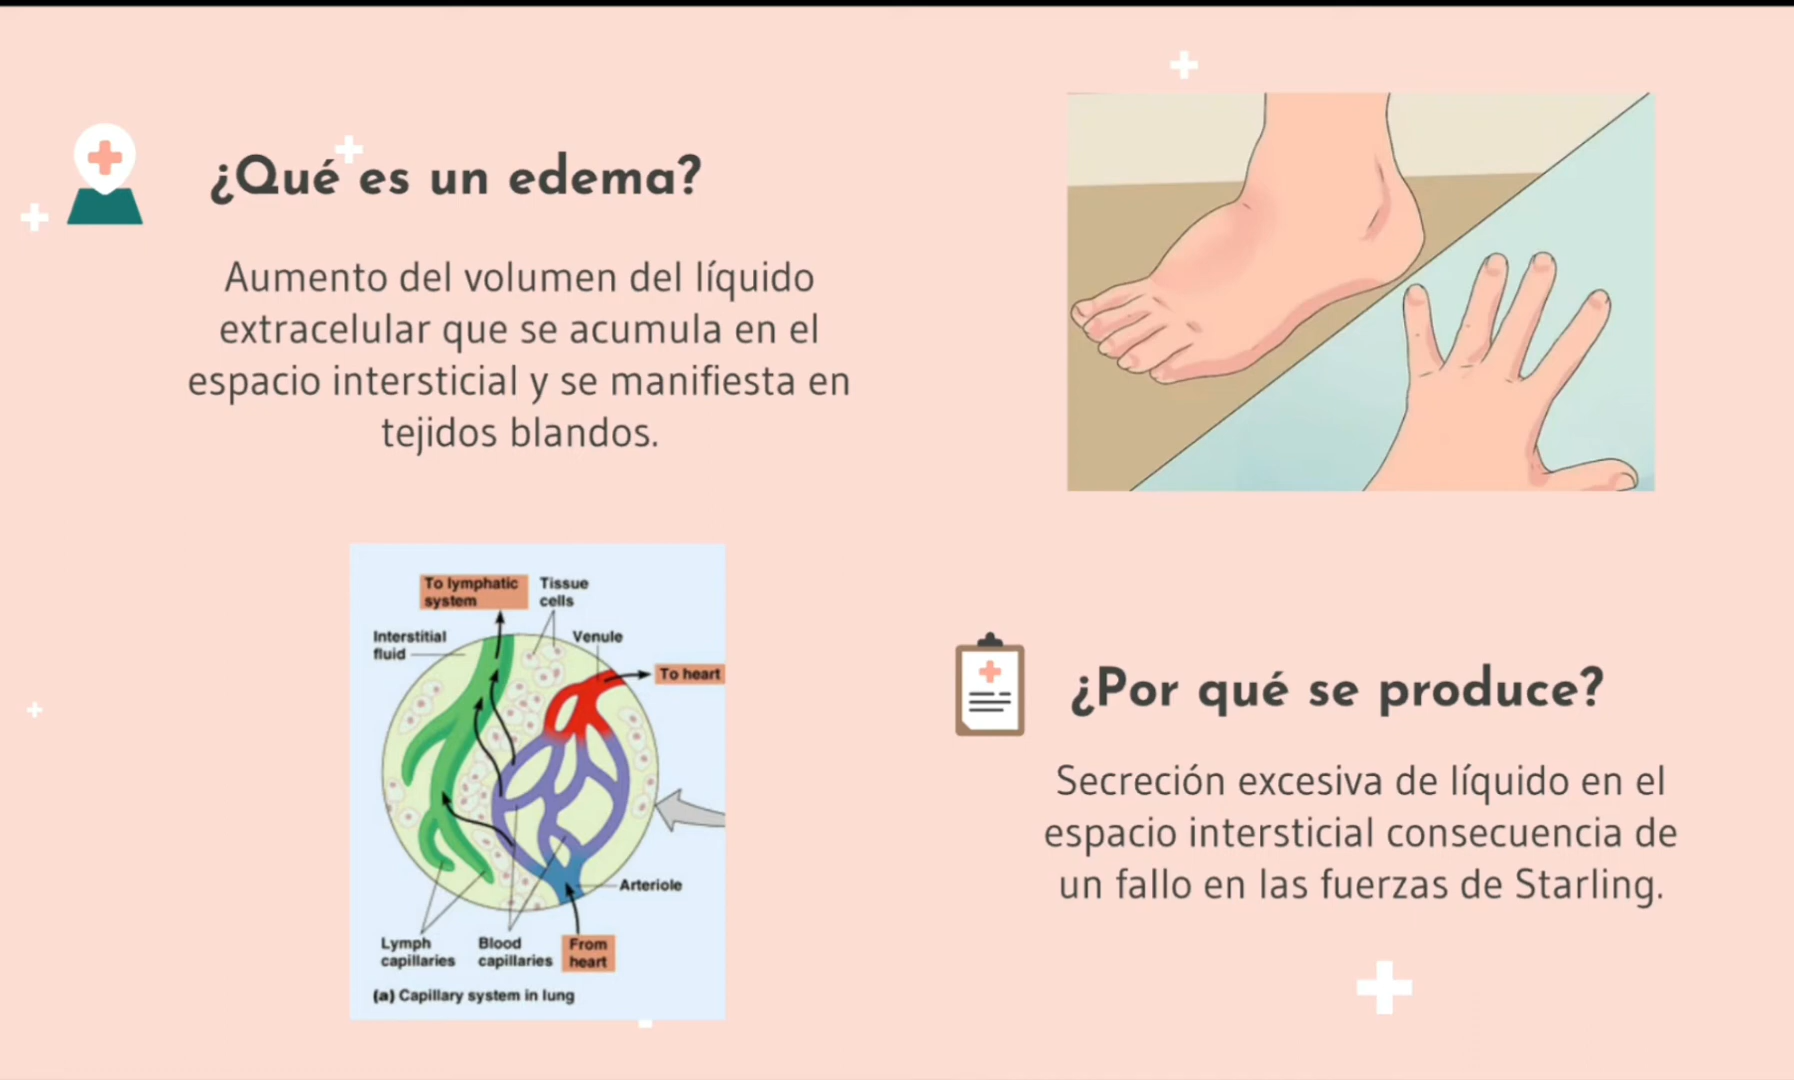 ¿Qué es un edema?
Aumento del volumen del líquido
extracelular que se acumula en el
espacio intersticial y se manifiesta en
tejidos blandos.
To lymphatic
system
Tissue
cells
Interstitial
fluid
Venule
To heart
Arteriole
Lymph
capillaries
Blood
capillaries
From
heart
(a) Capillary system in lung
¿Por qué se produce?
Secreción excesiva de líquido en el
espacio intersticial consecuencia de
un fallo en las fuerzas de Starling.